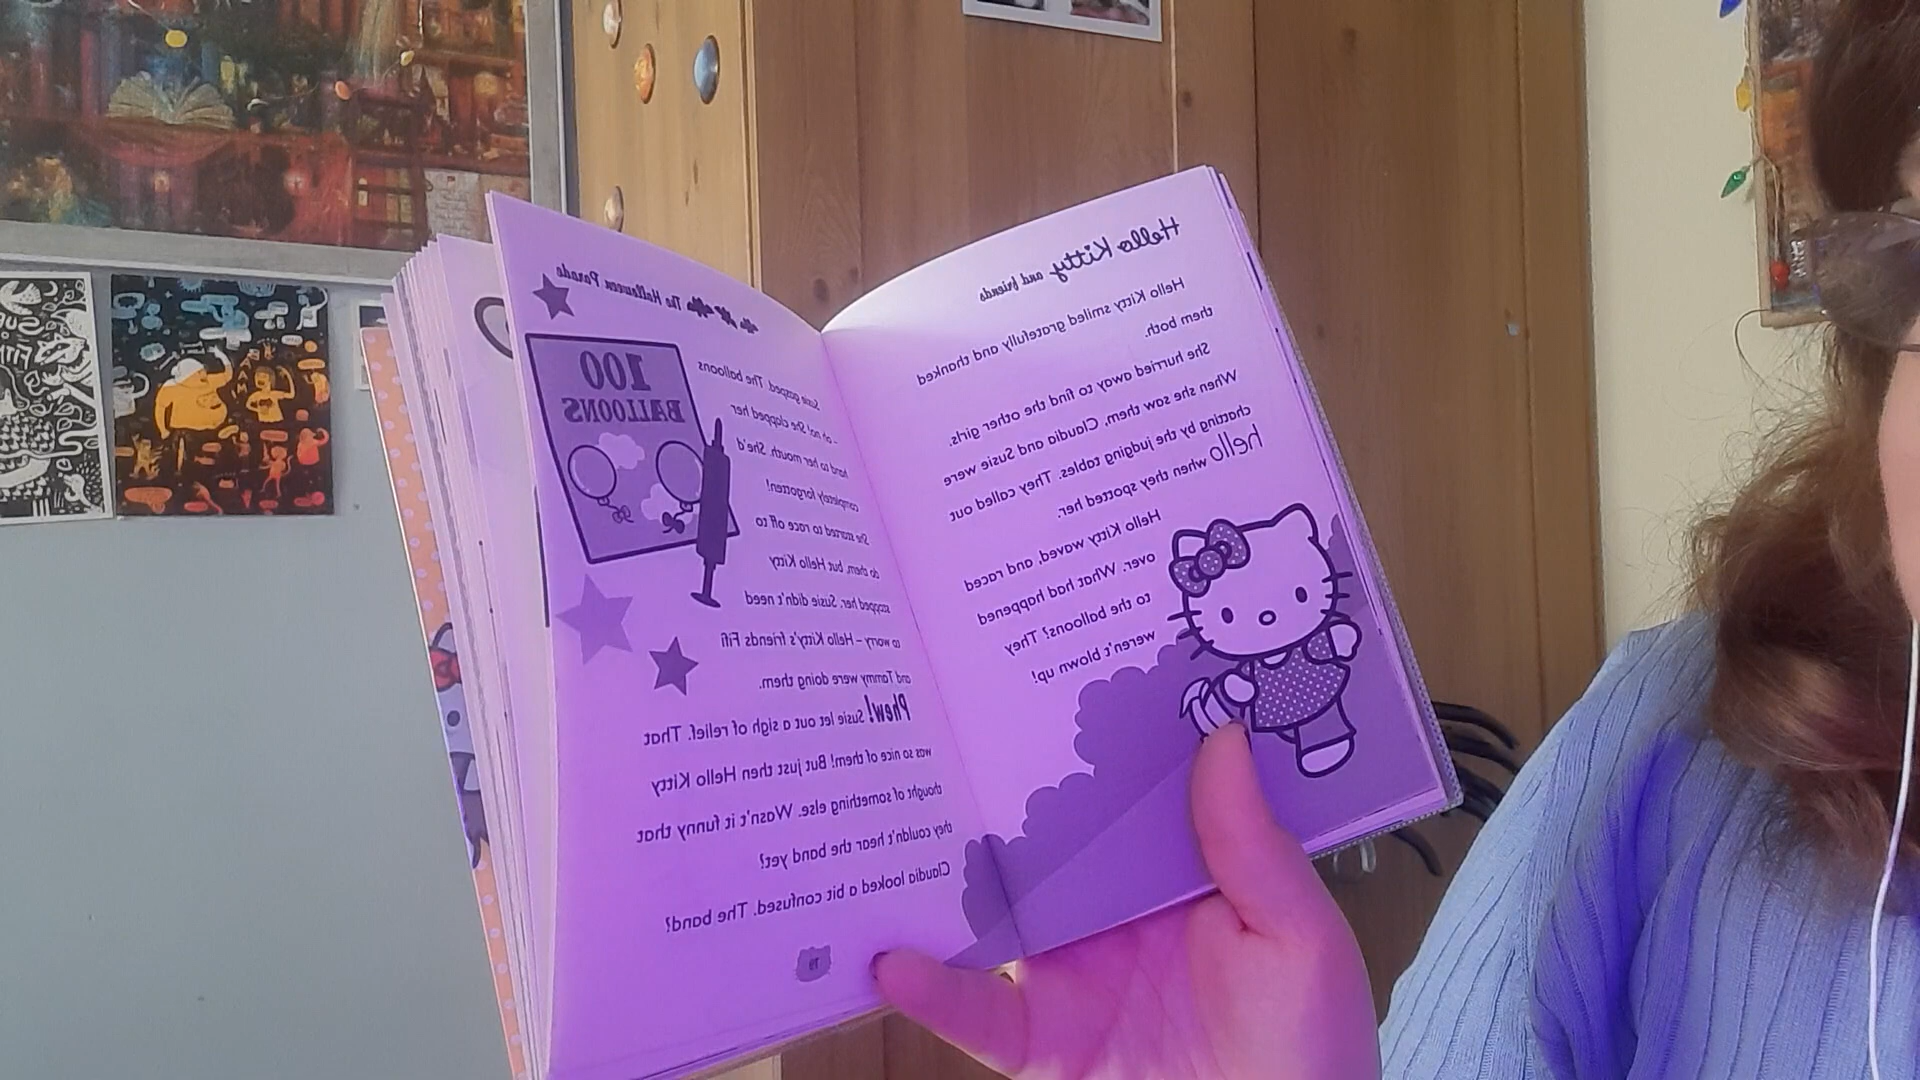 Hello Kitty and friends
Hello Kitty smiled gratefully and thanked
them both.
She hurried away to find the other girls.
When she saw them, Claudia and Susie were
chatting by the judging tables. They called out
hello when they spotted her.
Hello Kitty waved, and raced
over. What had happened
to the balloons? They
weren't blown up!
The Halloween Parade
100
BALLOONS
Susie gasped. The balloons
– oh no! She clapped her
hand to her mouth. She'd
completely forgotten!
She started to race off to
do them, but Hello Kitty
stopped her. Susie didn't need
to worry – Hello Kitty's friends Fifi
and Tammy were doing them.
Phew! Susie let out a sigh of relief. That
was so nice of them! But just then Hello Kitty
thought of something else. Wasn't it funny that
they couldn't hear the band yet?
Claudia looked a bit confused. The band?